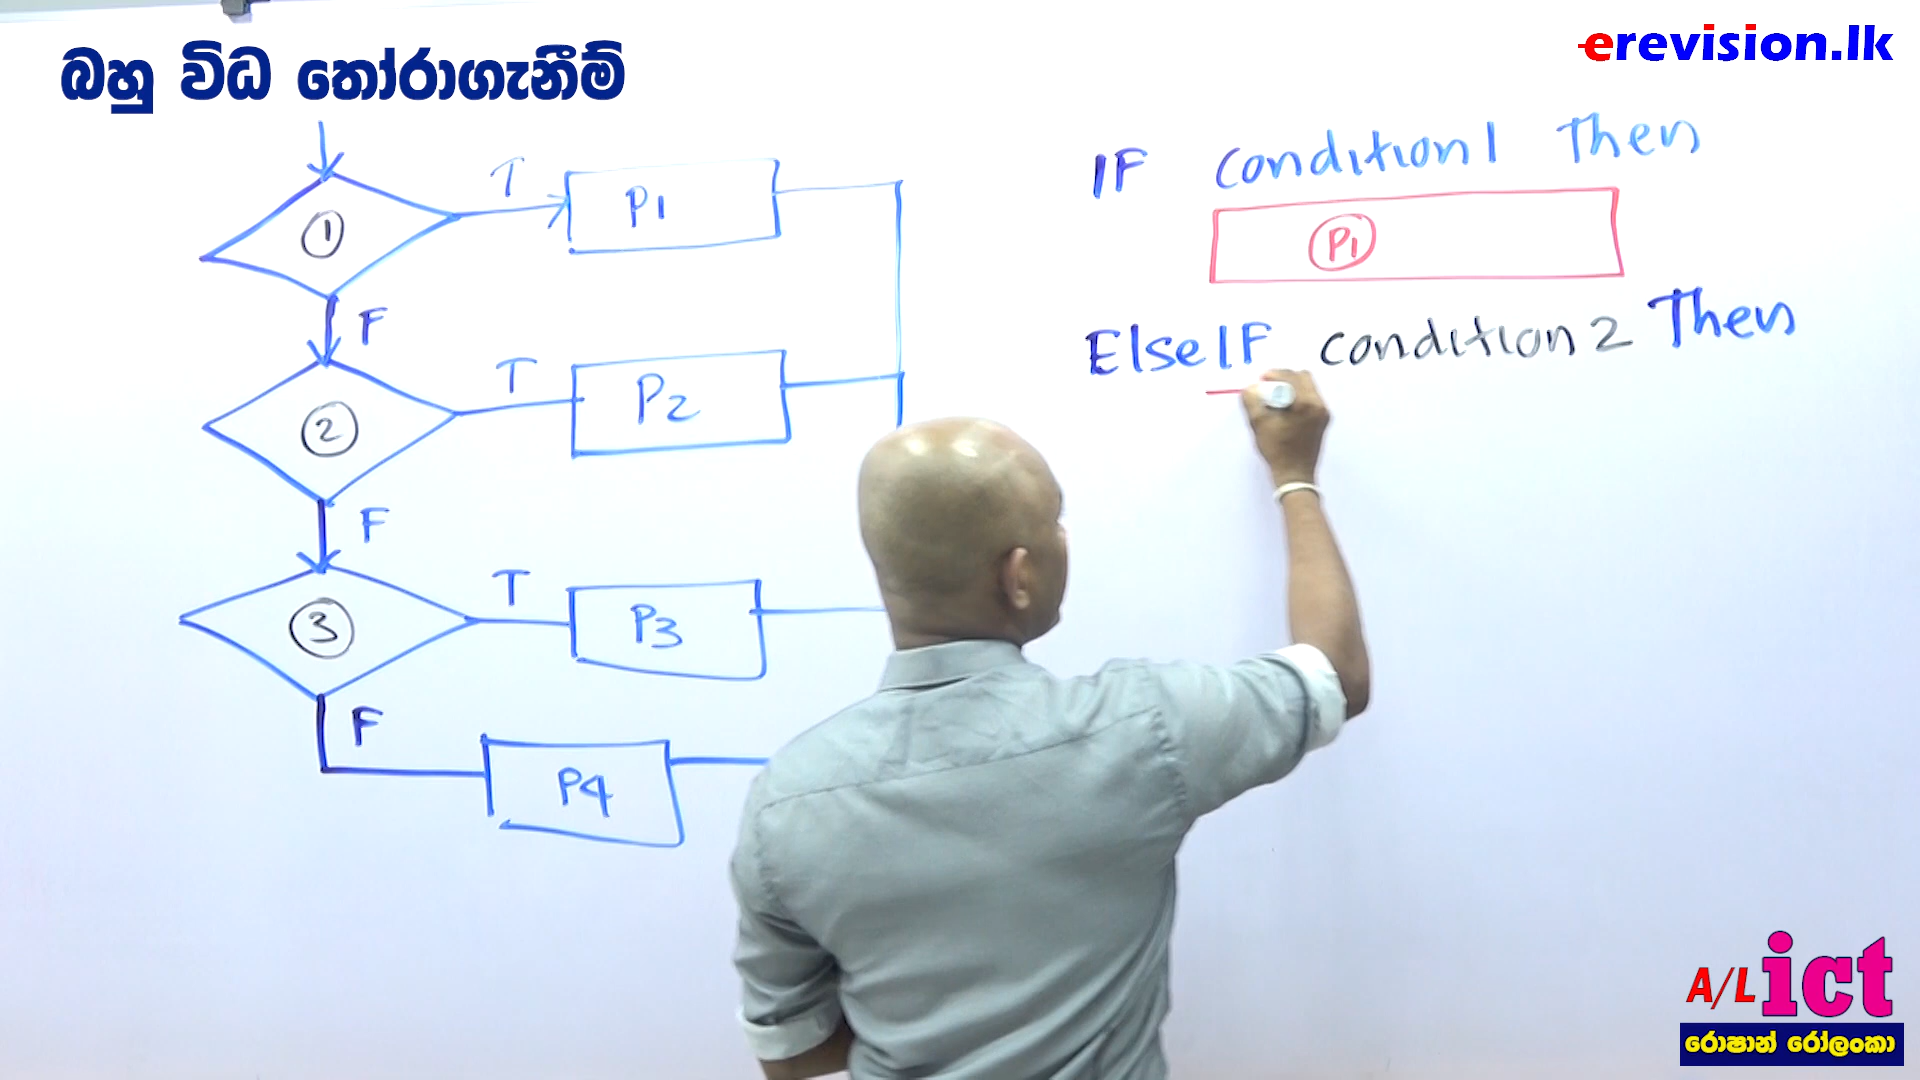 බහු විධ තෝරාගැනීම්
erevision.lk
1
T
P1
F
2
T
P2
F
3
T
P3
F
P4
IF Condition1 Then
P1
ElseIF condition2 Then
A/L ict
රොෂාන් රෝලංකා